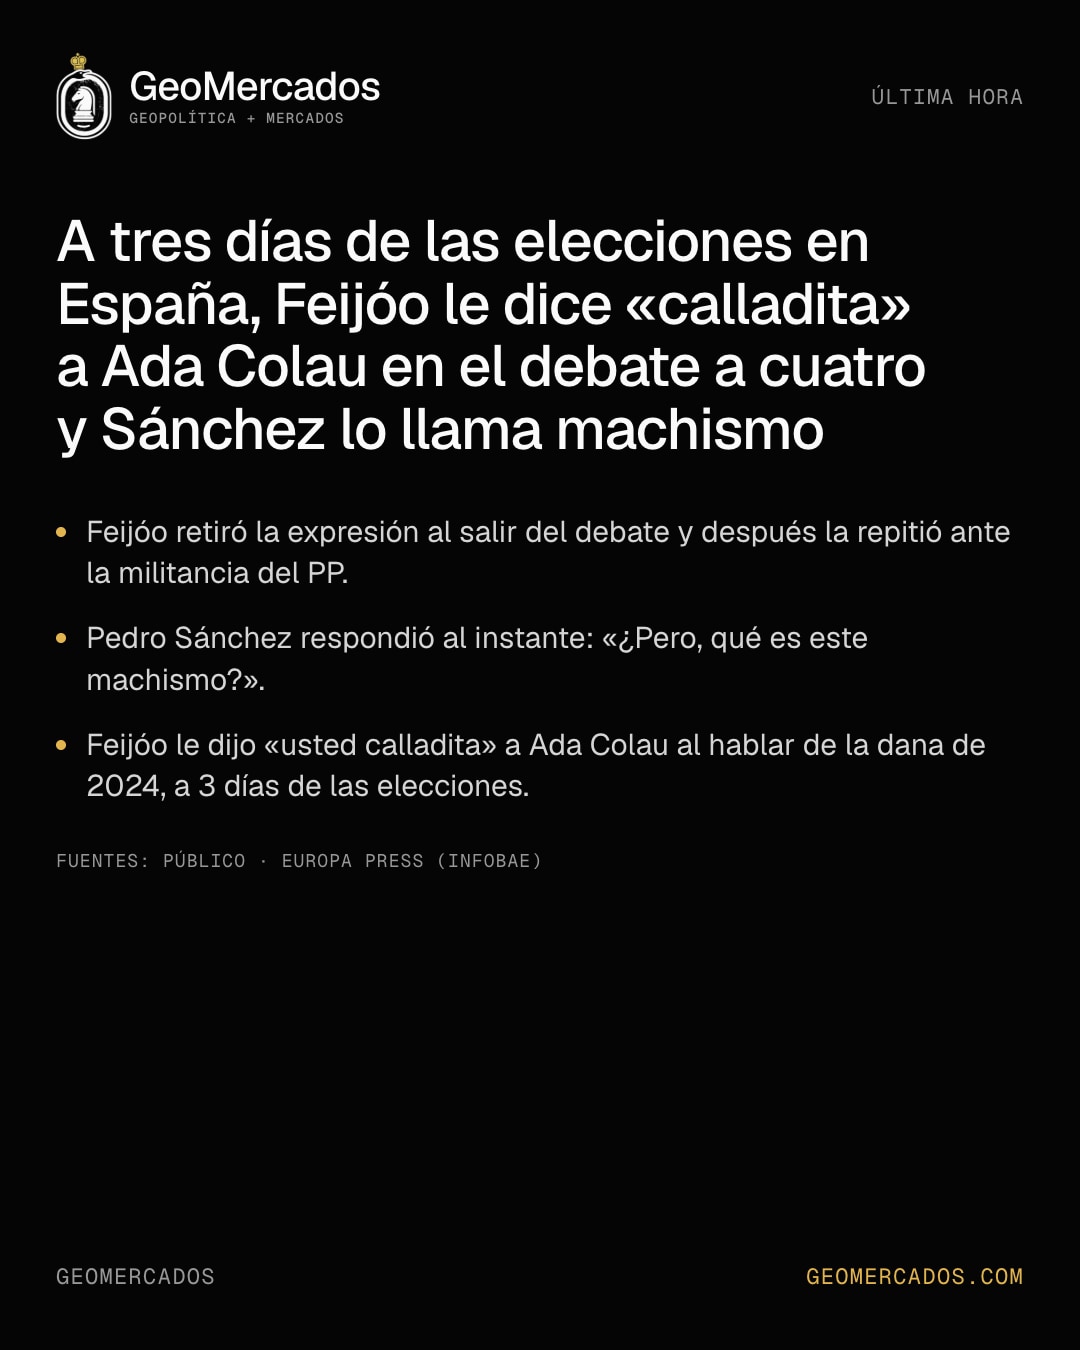 GeoMercados
GEOPOLÍTICA + MERCADOS
ÚLTIMA HORA
A tres días de las elecciones en
España, Feijóo le dice «calladita»
a Ada Colau en el debate a cuatro
y Sánchez lo llama machismo
• Feijóo retiró la expresión al salir del debate y después la repitió ante
la militancia del PP.
• Pedro Sánchez respondió al instante: «¿Pero, qué es este
machismo?».
• Feijóo le dijo «usted calladita» a Ada Colau al hablar de la dana de
2024, a 3 días de las elecciones.
FUENTES: PÚBLICO · EUROPA PRESS (INFOBAE)
GEOMERCADOS
GEOMERCADOS.COM